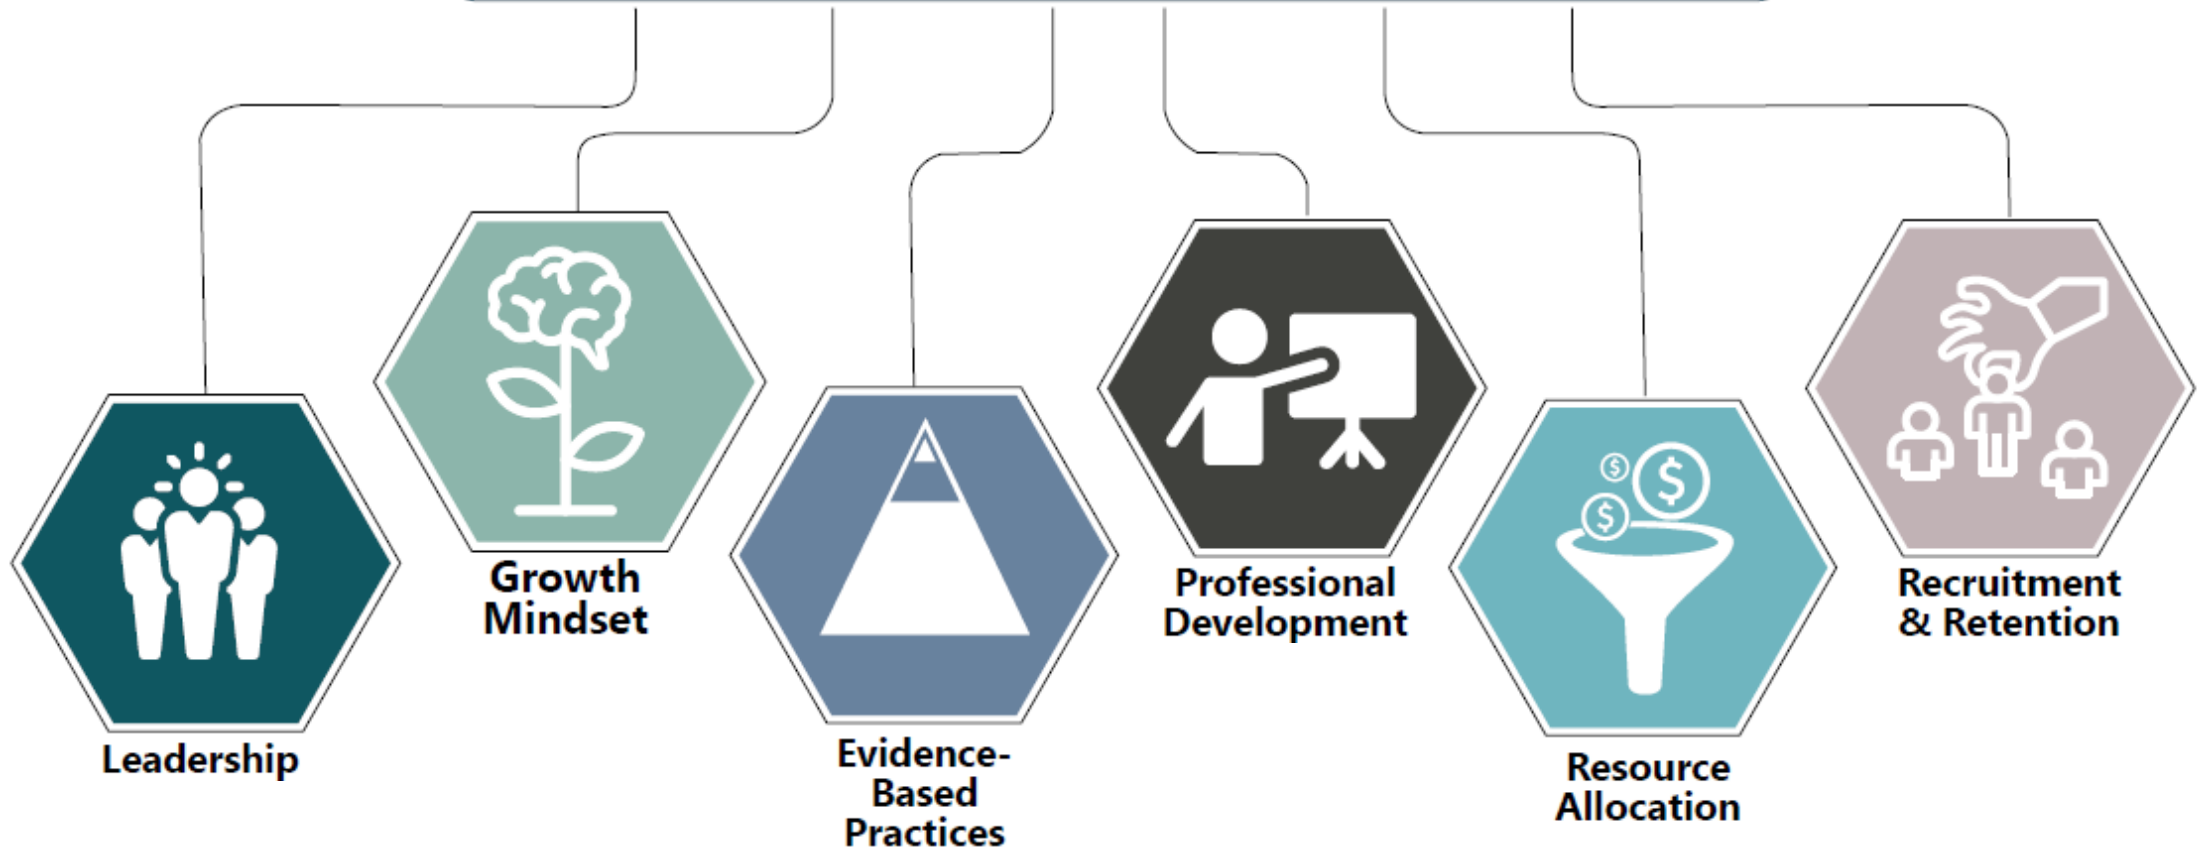 Leadership
Growth
Mindset
Evidence-
Based
Practices
Professional
Development
$
$
$
Resource
Allocation
Recruitment
& Retention